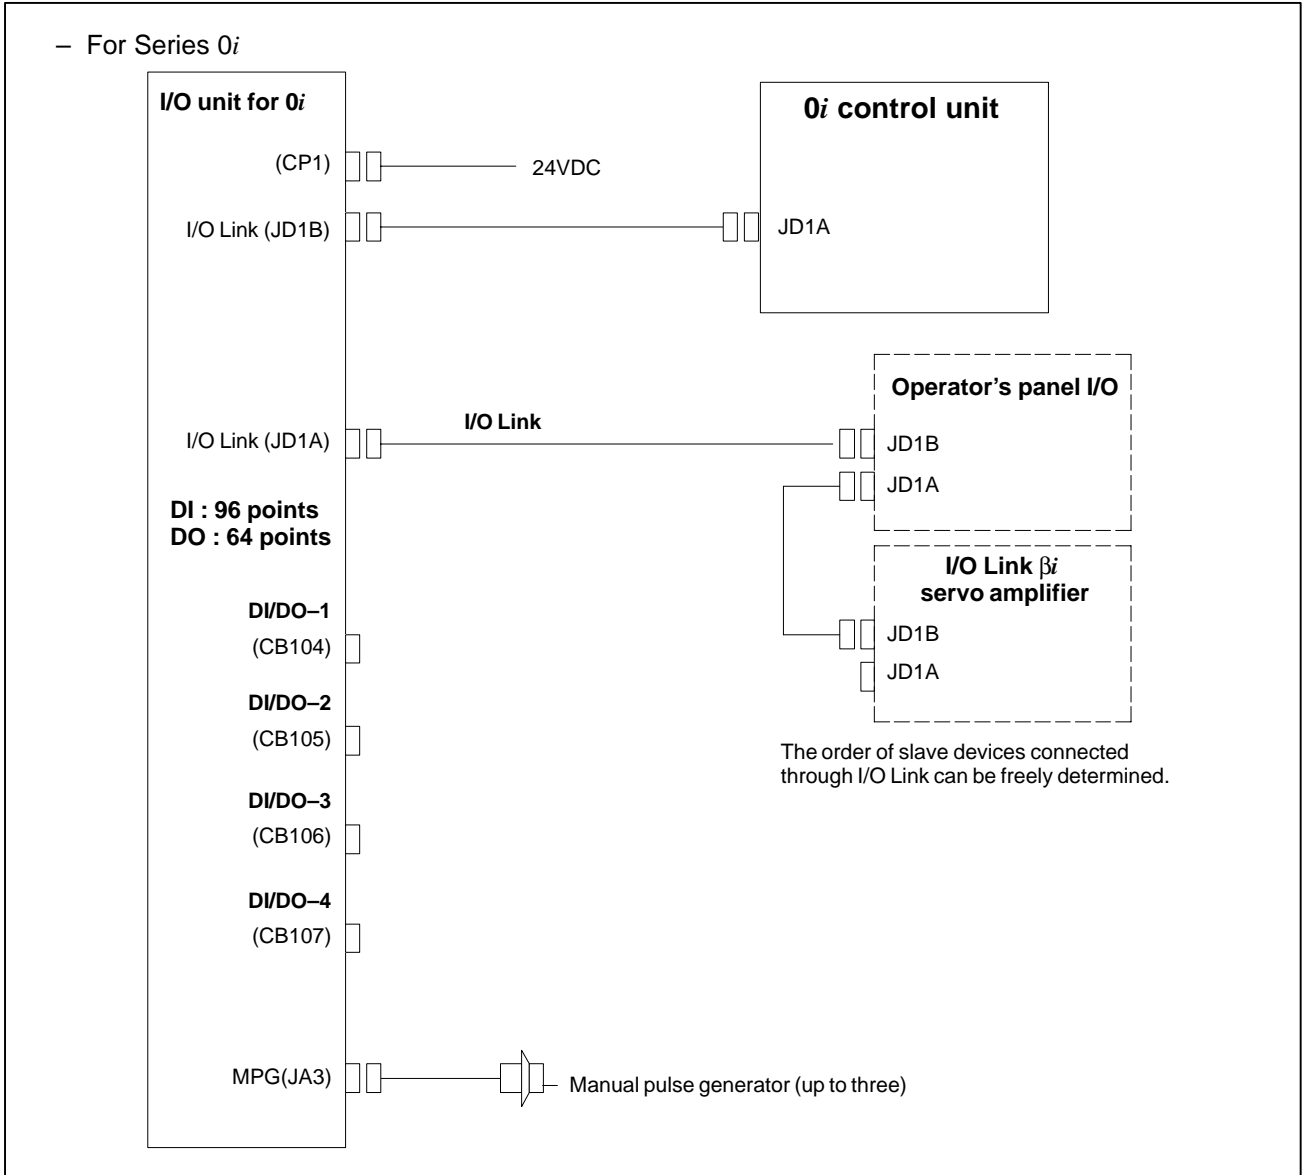 – For Series 0i
I/O unit for 0i
(CP1)
24VDC
0i control unit
I/O Link (JD1B)
JD1A
Operator’s panel I/O
I/O Link
I/O Link (JD1A)
JD1B
JD1A
DI : 96 points
DO : 64 points
I/O Link βi
servo amplifier
JD1B
JD1A
The order of slave devices connected
through I/O Link can be freely determined.
DI/DO–1
(CB104)
DI/DO–2
(CB105)
DI/DO–3
(CB106)
DI/DO–4
(CB107)
MPG(JA3)
Manual pulse generator (up to three)